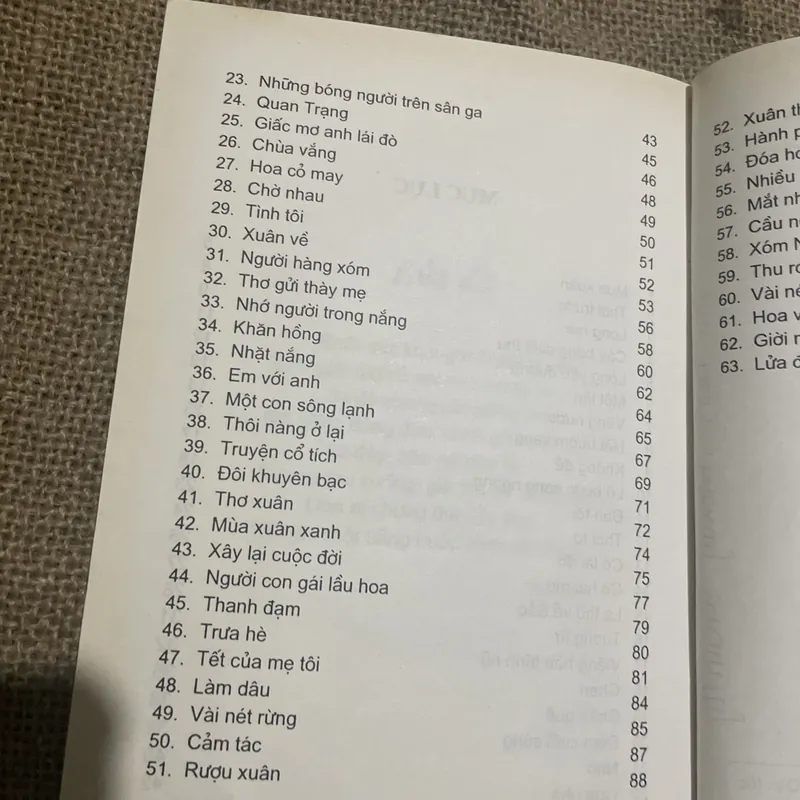 23. Những bóng người trên sân ga 43
24. Quan Trạng 45
25. Giấc mơ anh lái đò 46
26. Chùa vắng 48
27. Hoa cỏ may 49
28. Chờ nhau 50
29. Tình tôi 51
30. Xuân về 52
31. Người hàng xóm 53
32. Thơ gửi thày mẹ 56
33. Nhớ người trong nắng 58
34. Khăn hồng 60
35. Nhặt nắng 62
36. Em với anh 64
37. Một con sông lạnh 65
38. Thôi nàng ở lại 67
39. Truyện cổ tích 69
40. Đôi khuyên bạc 71
41. Thơ xuân 72
42. Mùa xuân xanh 74
43. Xây lại cuộc đời 75
44. Người con gái lầu hoa 77
45. Thanh đạm 79
46. Trưa hè 80
47. Tết của mẹ tôi 81
48. Làm dâu 84
49. Vài nét rừng 85
50. Cảm tác 87
51. Rượu xuân 88
52. Xuân
53. Hành
54. Đóa
55. Nhiều
56. Mắt
57. Cầu
58. Xóm
59. Thu
60. Vài nét
61. Hoa
62. Giời
63. Lửa